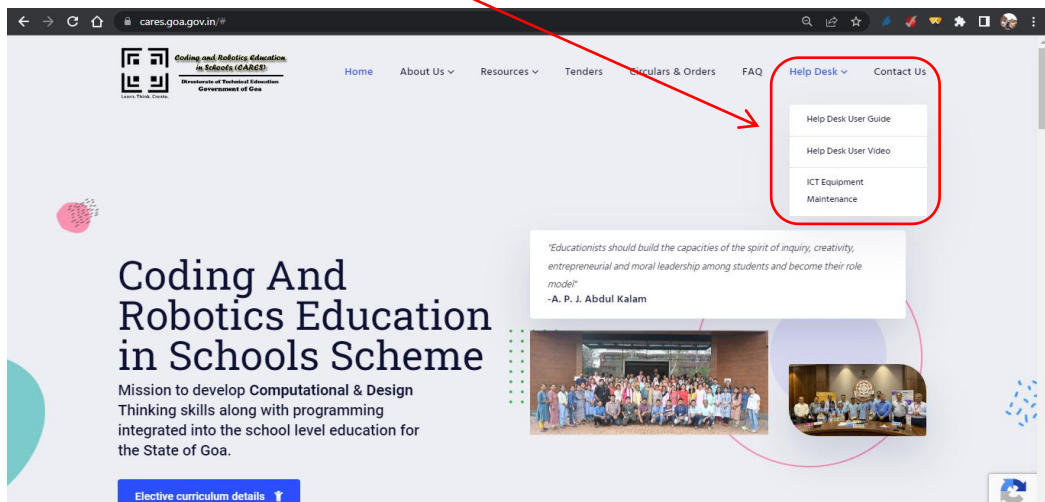 cares.goa.gov.in/#
Coding and Robotics Education
in Schools (CARES)
Directorate of Technical Education
Government of Goa
Learn. Think. Create.
Home About Us Resources Tenders Circulars & Orders FAQ Help Desk Contact Us
Help Desk User Guide
Help Desk User Video
ICT Equipment
Maintenance
"Educationists should build the capacities of the spirit of inquiry, creativity,
entrepreneurial and moral leadership among students and become their role
model"
-A. P. J. Abdul Kalam
Coding And
Robotics Education
in Schools Scheme
Mission to develop Computational & Design
Thinking skills along with programming
integrated into the school level education for
the State of Goa.
Elective curriculum details